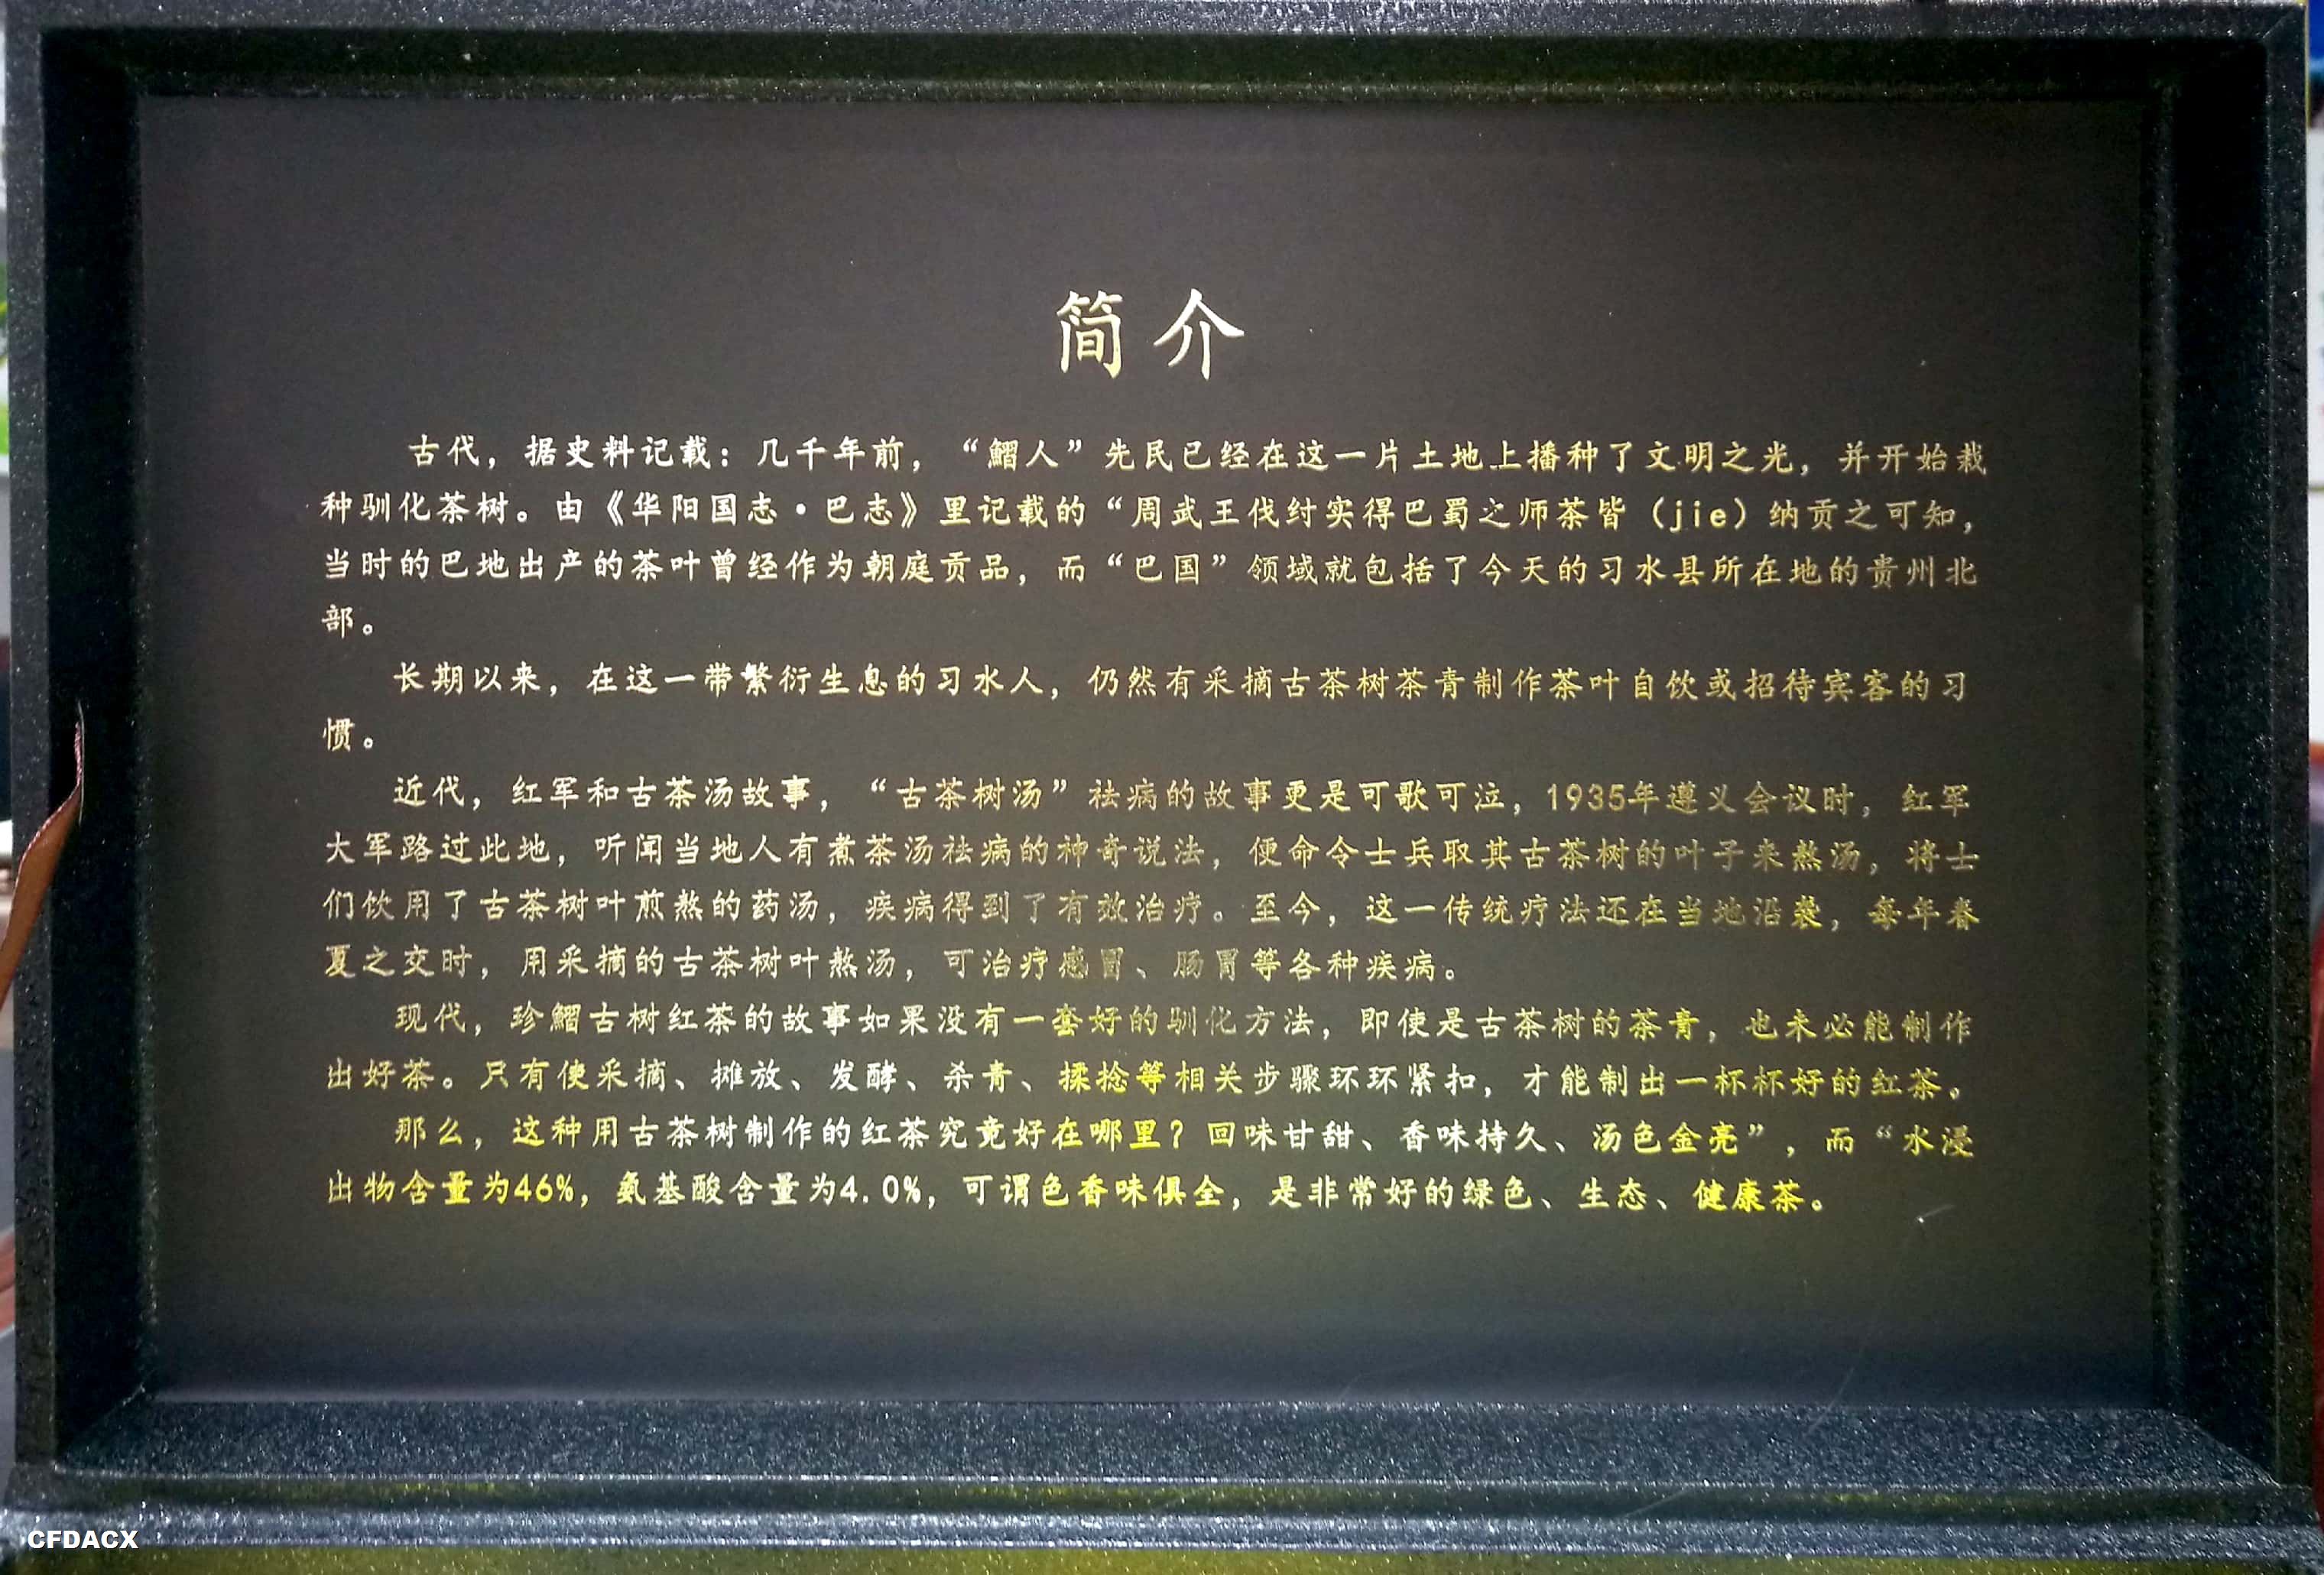 简介
古代，据史料记载：几千年前，“鰼人”先民已经在这一片土地上播种了文明之光，并开始栽
种驯化茶树。由《华阳国志·巴志》里记载的“周武王伐纣实得巴蜀之师茶皆（jie）纳贡之可知，
当时的巴地出产的茶叶曾经作为朝庭贡品，而“巴国”领域就包括了今天的习水县所在地的贵州北
部。
长期以来，在这一带繁衍生息的习水人，仍然有采摘古茶树茶青制作茶叶自饮或招待宾客的习
惯。
近代，红军和古茶汤故事，“古茶树汤”祛病的故事更是可歌可泣，1935年遵义会议时，红军
大军路过此地，听闻当地人有煮茶汤祛病的神奇说法，便命令士兵取其古茶树的叶子来熬汤，将士
们饮用了古茶树叶煎熬的药汤，疾病得到了有效治疗。至今，这一传统疗法还在当地沿袭，每年春
夏之交时，用采摘的古茶树叶熬汤，可治疗感冒、肠胃等各种疾病。
现代，珍鰼古树红茶的故事如果没有一套好的驯化方法，即使是古茶树的茶青，也未必能制作
出好茶。只有使采摘、摊放、发酵、杀青、揉捻等相关步骤环环紧扣，才能制出一杯杯好的红茶。
那么，这种用古茶树制作的红茶究竟好在哪里？回味甘甜、香味持久、汤色金亮”，而“水浸
出物含量为46%，氨基酸含量为4.0%，可谓色香味俱全，是非常好的绿色、生态、健康茶。
CFDACX